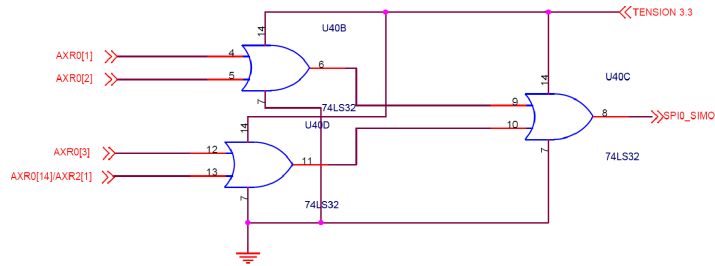 TENSION 3.3
14
U40B
AXR0[1]
4
6
AXR0[2]
5
14
U40C
7
74LS32
9
8
SPI0_SIMO
14
U40D
10
AXR0[3]
12
11
7
74LS32
AXR0[14]/AXR2[1]
13
7
74LS32